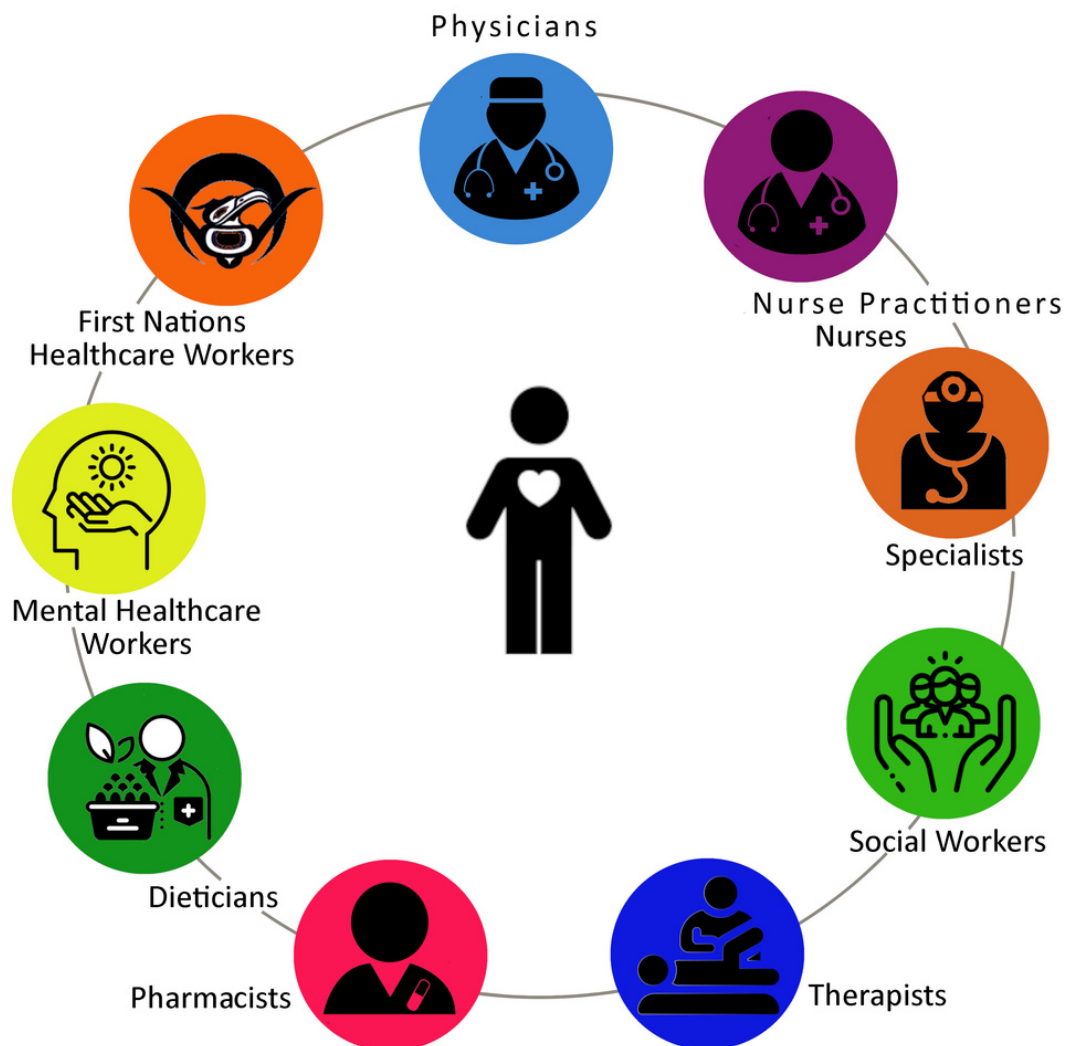 Physicians
Nurse Practitioners
Nurses
Specialists
Social Workers
Therapists
Pharmacists
Dieticians
Mental Healthcare
Workers
First Nations
Healthcare Workers